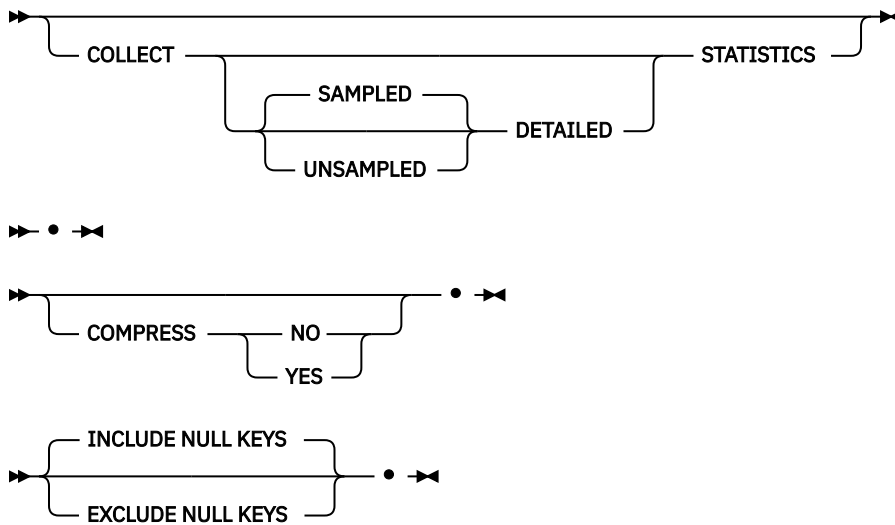 COLLECT STATISTICS
SAMPLED
DETAILED
UNSAMPLED
COMPRESS NO
YES
INCLUDE NULL KEYS
EXCLUDE NULL KEYS